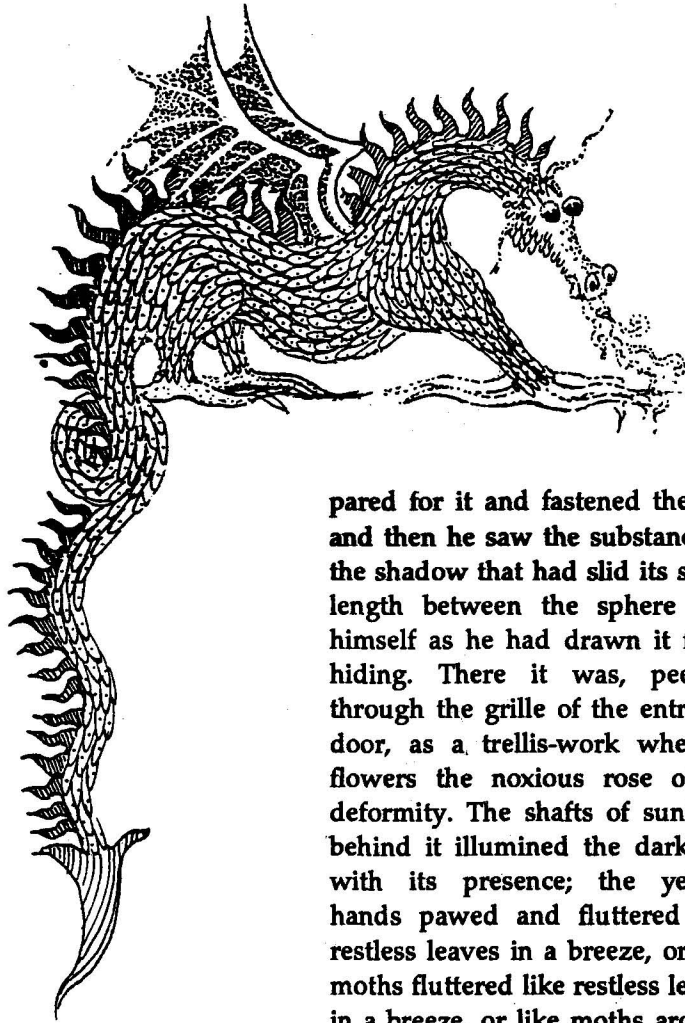 pared for it and fastened the
and then he saw the substanc
the shadow that had slid its s
length between the sphere
himself as he had drawn it
hiding. There it was, pee
through the grille of the entr
door, as a trellis-work whe
flowers the noxious rose o
deformity. The shafts of sun
behind it illumined the dark
with its presence; the ye
hands pawed and fluttered
restless leaves in a breeze, or
moths fluttered like restless le
in a breeze, or like moths aro